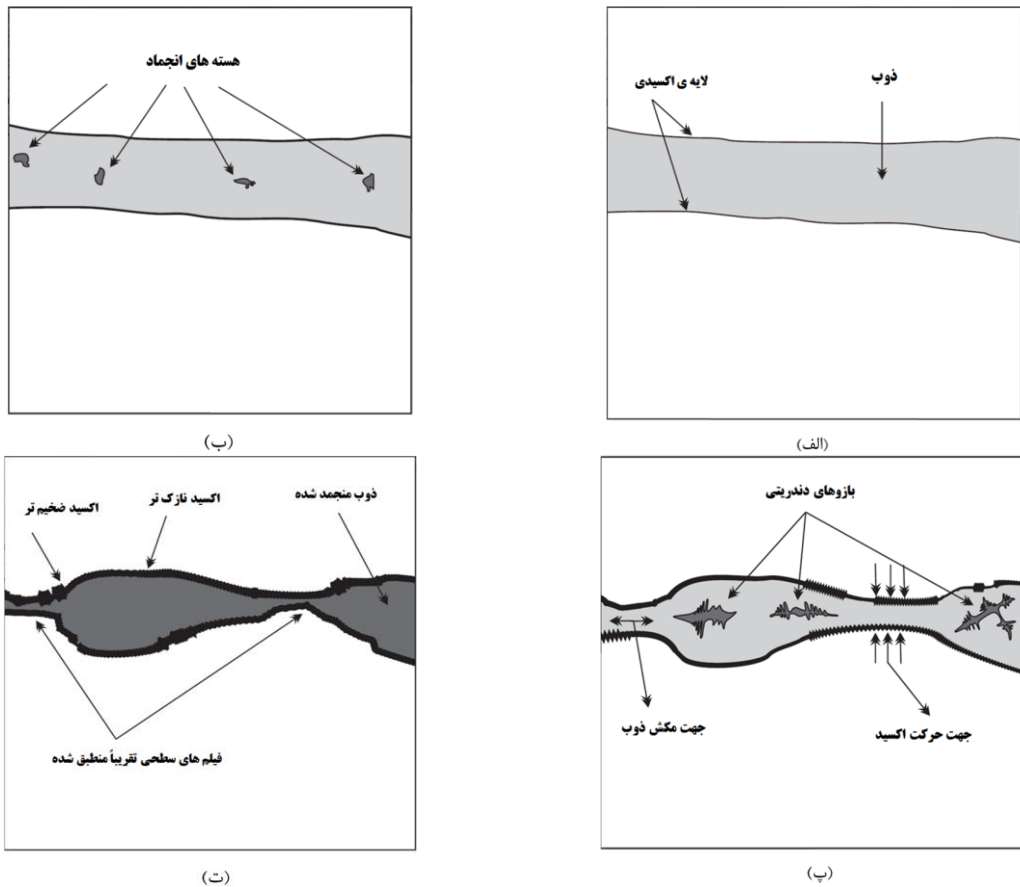 لایه ی اکسیدی
ذوب
(الف)
هسته های انجماد
(ب)
بازوهای دندریتی
جهت مکش ذوب
جهت حرکت اکسید
(پ)
اکسید ضخیم تر
اکسید نازک تر
ذوب منجمد شده
فیلم های سطحی تقریباً منطبق شده
(ت)